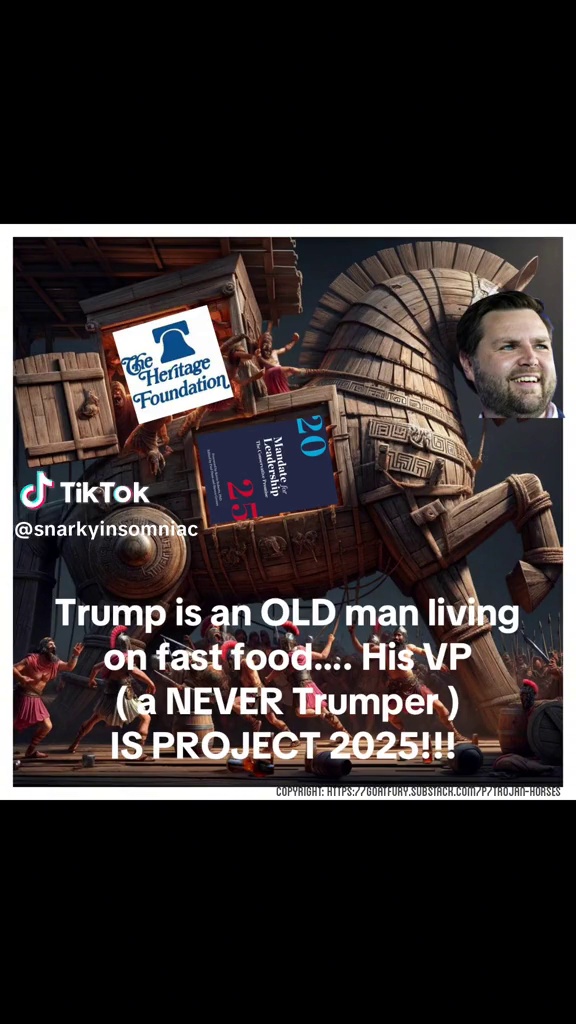 The
Heritage
Foundation
20
Mandate for
Leadership
The Conservative Promise
25
TikTok
@snarkyinsomniac
Trump is an OLD man living
on fast food.... His VP
( a NEVER Trumper )
IS PROJECT 2025!!!
COPYRIGHT: HTTPS://GOATFURY.SUBSTACK.COM/P/TROJAN-HORSES